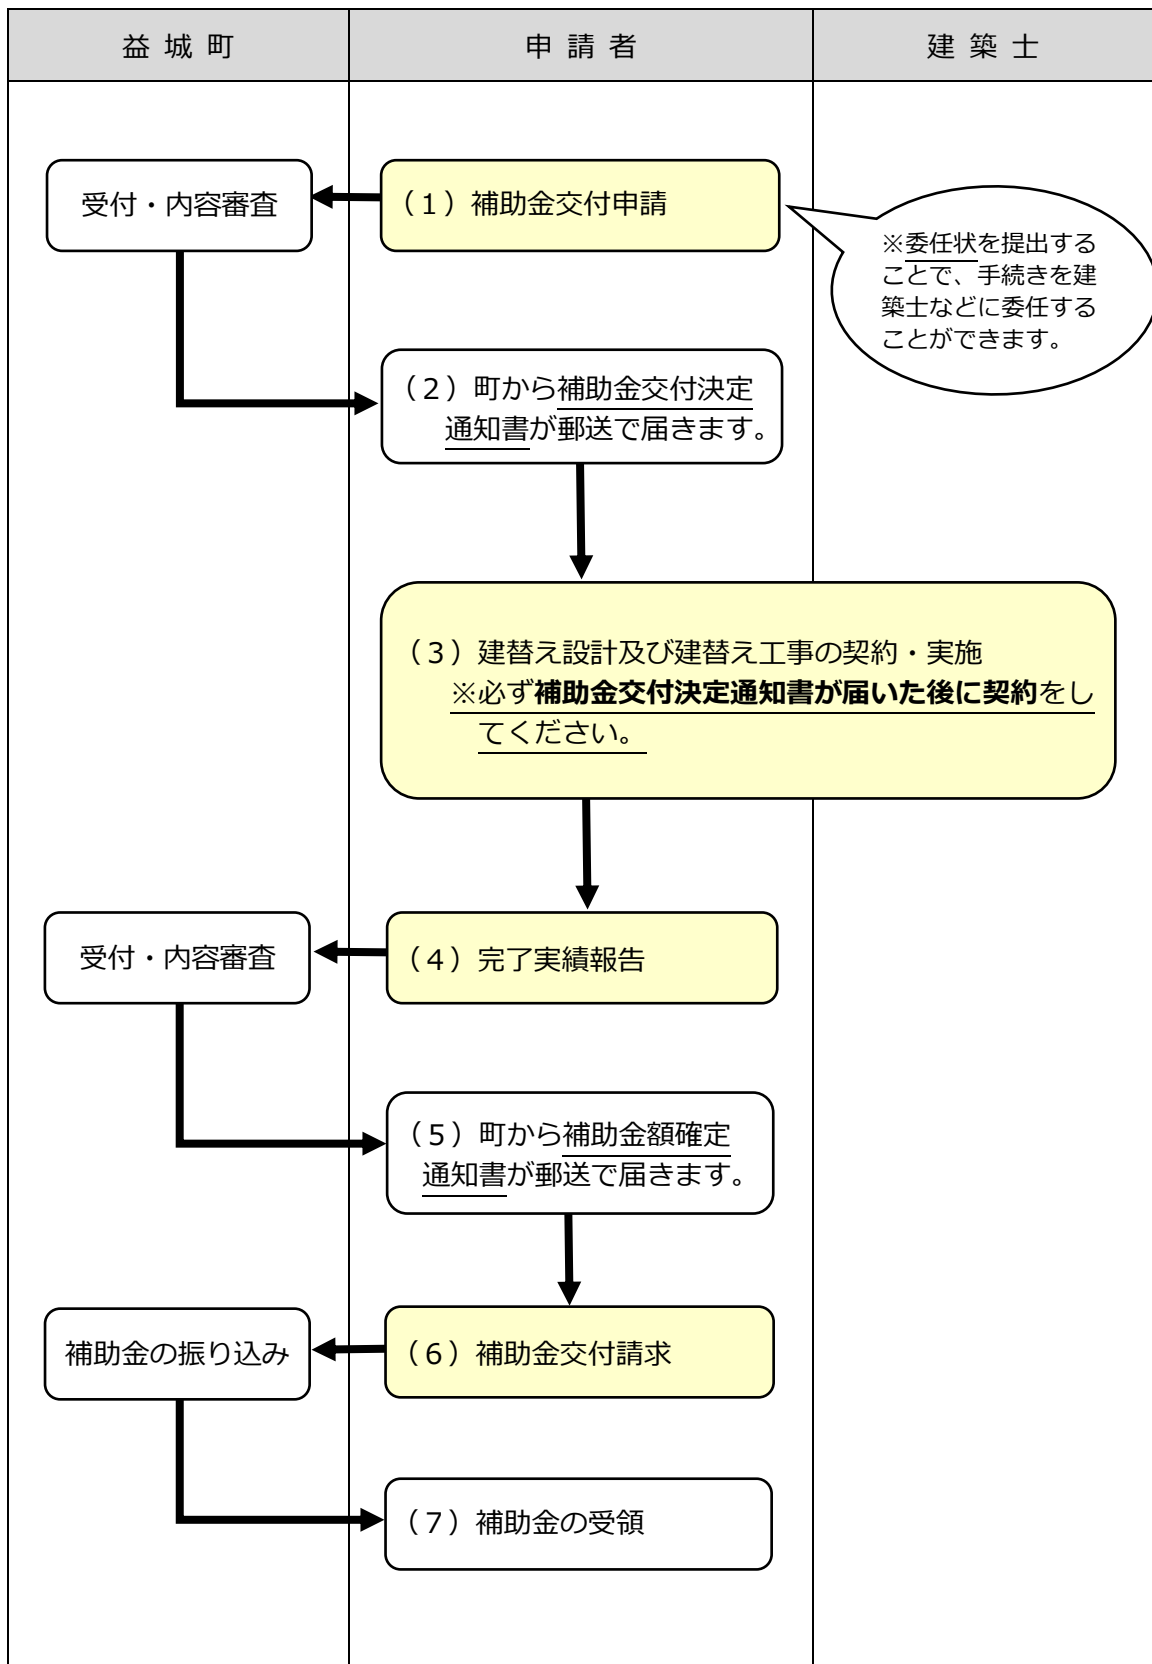 益城町
申請者
建築士
受付・内容審査
（１）補助金交付申請
※委任状を提出する
ことで、手続きを建
築士などに委任する
ことができます。
（２）町から補助金交付決定
通知書が郵送で届きます。
（３）建替え設計及び建替え工事の契約・実施
※必ず補助金交付決定通知書が届いた後に契約をし
てください。
受付・内容審査
（４）完了実績報告
（５）町から補助金額確定
通知書が郵送で届きます。
補助金の振り込み
（６）補助金交付請求
（７）補助金の受領